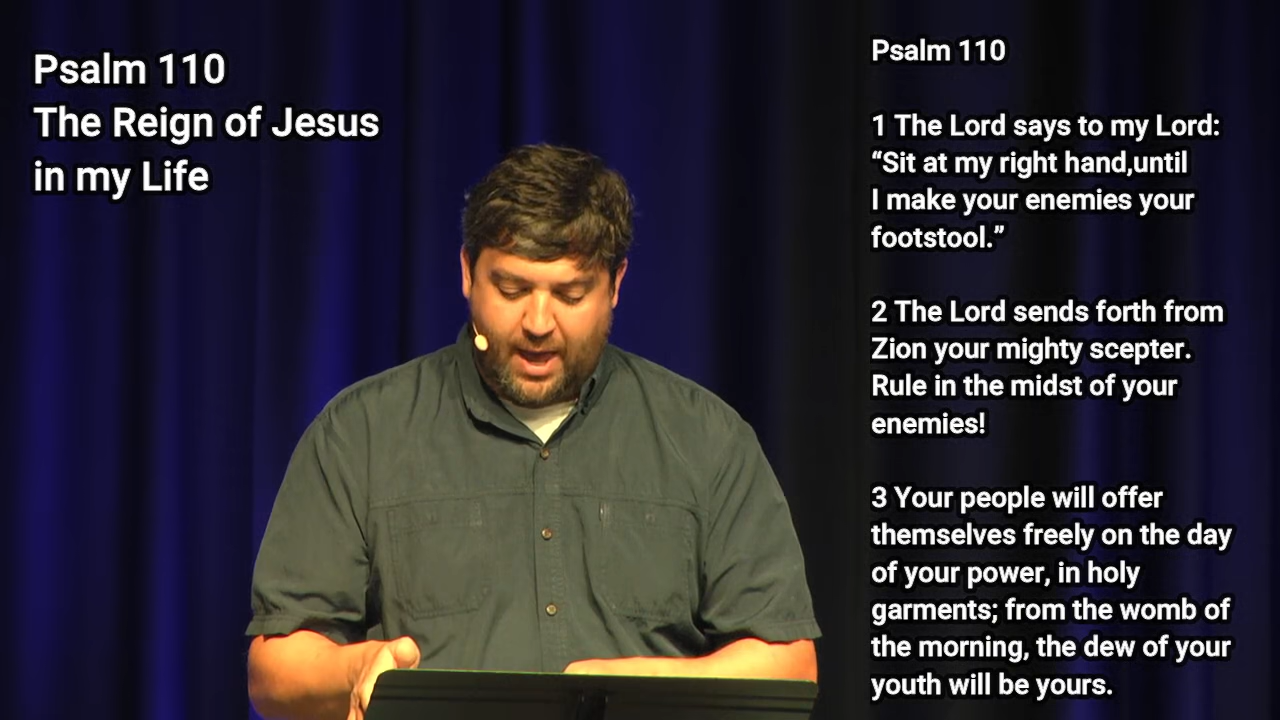 Psalm 110
The Reign of Jesus
in my Life
Psalm 110
1 The Lord says to my Lord:
“Sit at my right hand,until
I make your enemies your
footstool.”
2 The Lord sends forth from
Zion your mighty scepter.
Rule in the midst of your
enemies!
3 Your people will offer
themselves freely on the day
of your power, in holy
garments; from the womb of
the morning, the dew of your
youth will be yours.